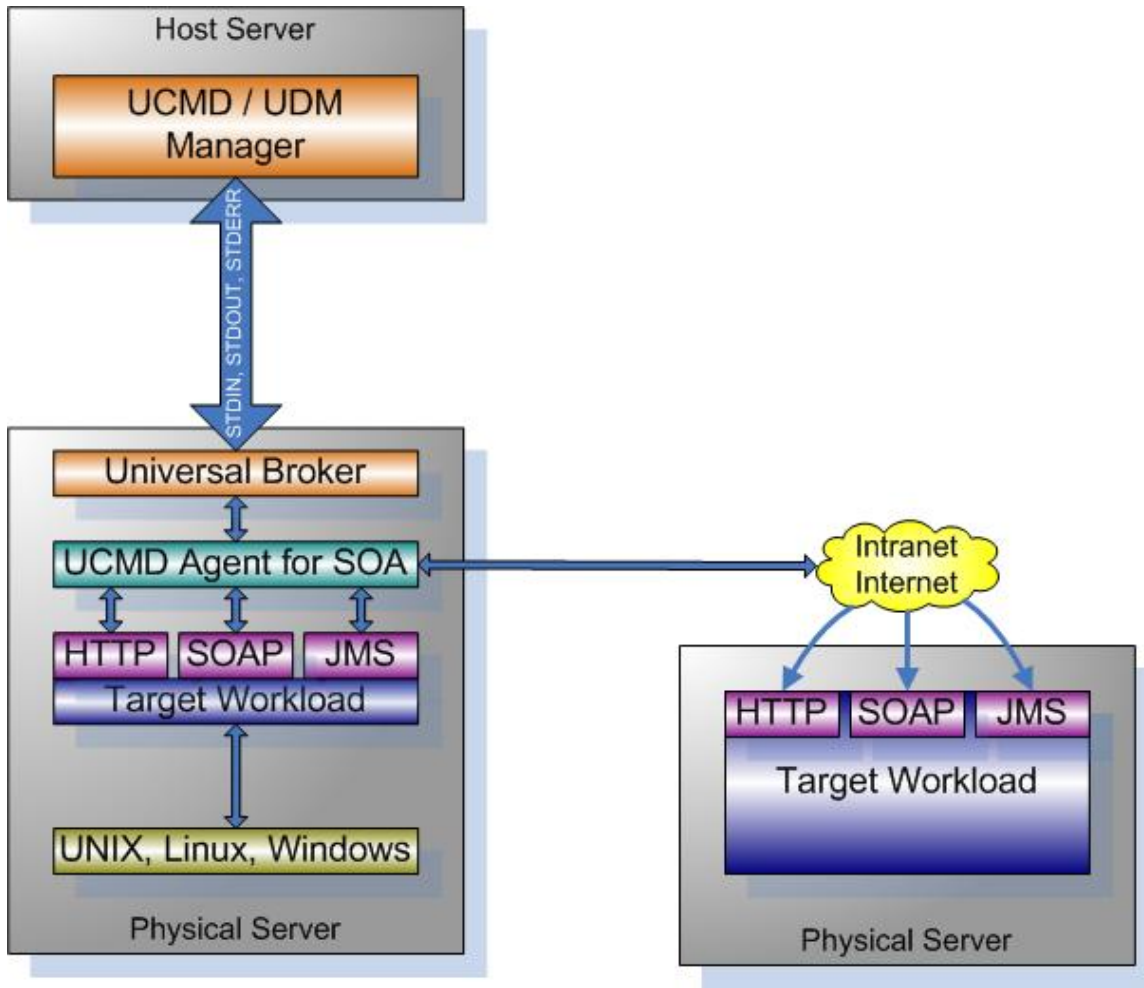 Host Server
UCMD / UDM
Manager
STDIN, STDOUT, STDERR
Universal Broker
UCMD Agent for SOA
HTTP
SOAP
JMS
Target Workload
UNIX, Linux, Windows
Physical Server
Intranet
Internet
HTTP
SOAP
JMS
Target Workload
Physical Server